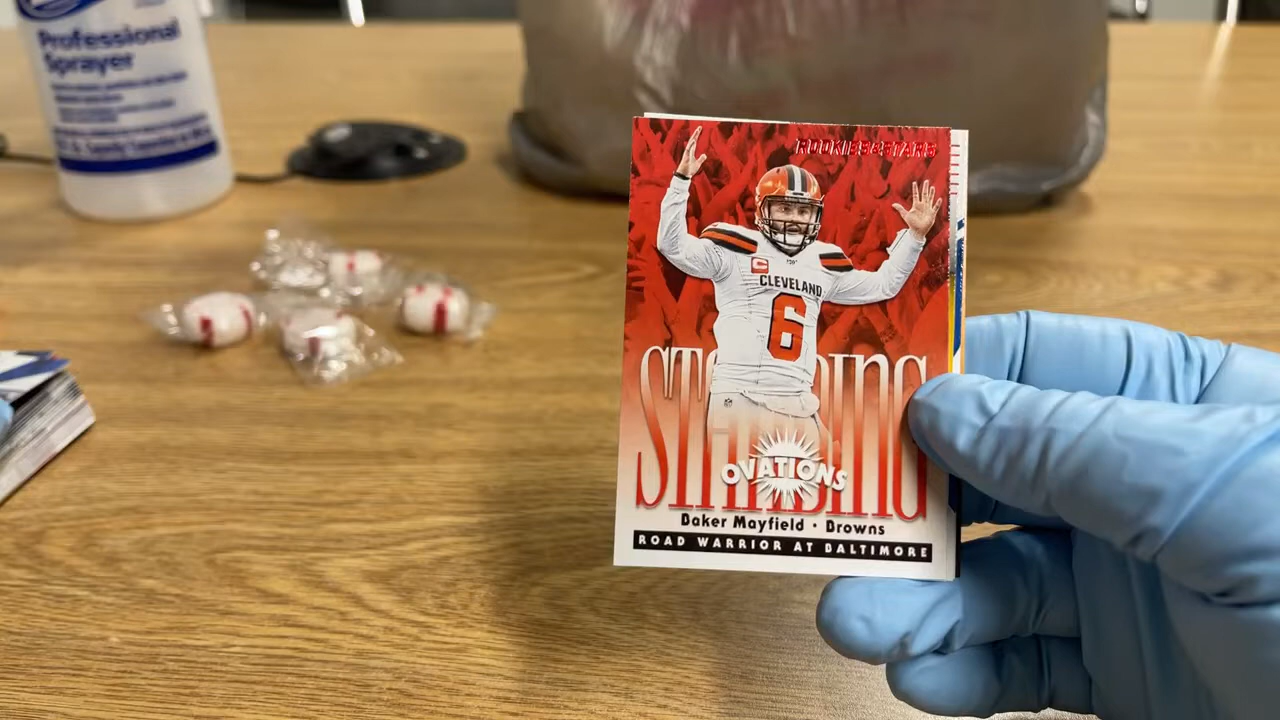 Professional
Sprayer
ROOKIES&STARS
C
CLEVELAND
6
STANDING
OVATIONS
Baker Mayfield · Browns
ROAD WARRIOR AT BALTIMORE